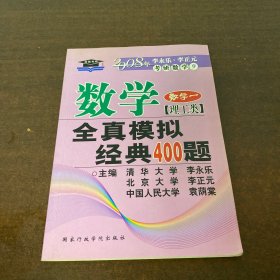 2008年
李永乐·李正元
考研数学⑨
数学
数学一
【理工类】
全真模拟
经典400题
主编 清华大学 李永乐
北京大学 李正元
中国人民大学 袁荫棠
国家行政学院出版社